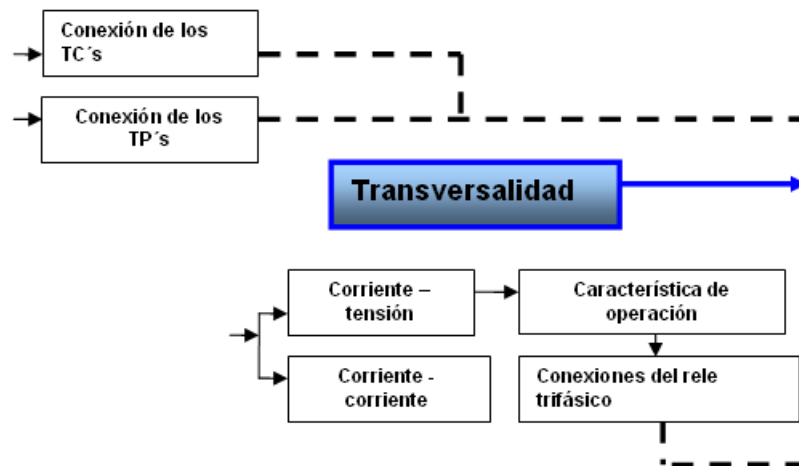 Conexión de los
TC´s
Conexión de los
TP´s
Transversalidad
Corriente –
tensión
Característica de
operación
Corriente -
corriente
Conexiones del rele
trifásico